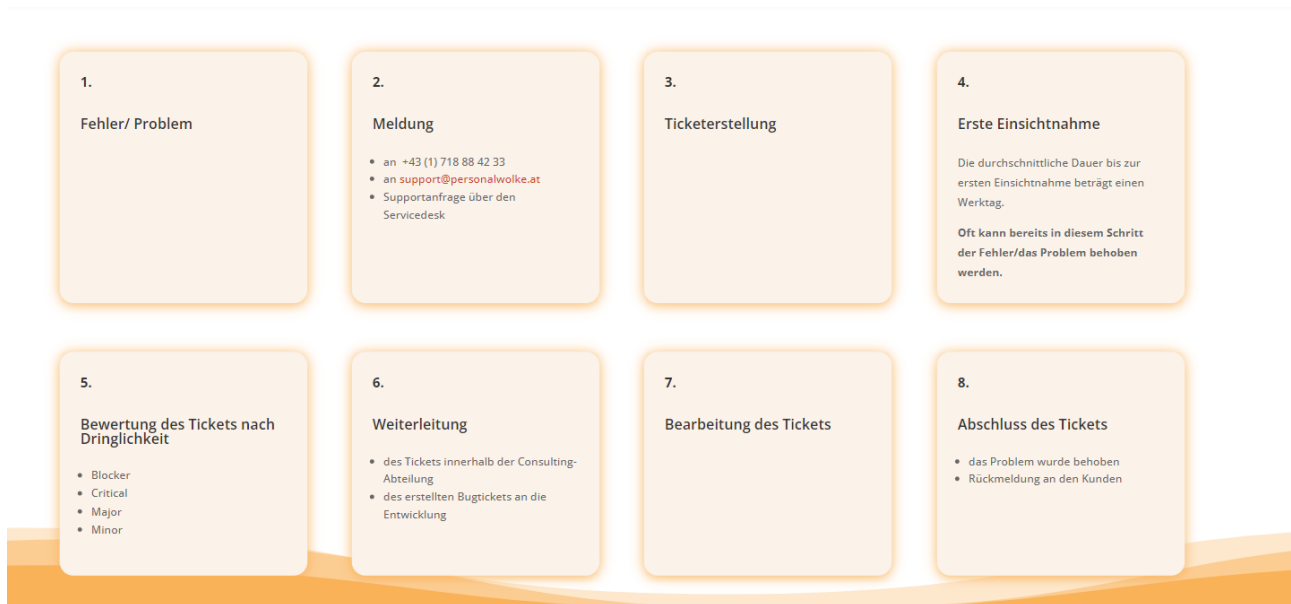 1.
Fehler/ Problem
2.
Meldung
an  +43 (1) 718 88 42 33
an support@personalwolke.at
Supportanfrage über den
Servicedesk
3.
Ticketerstellung
4.
Erste Einsichtnahme
Die durchschnittliche Dauer bis zur
ersten Einsichtnahme beträgt einen
Werktag.
Oft kann bereits in diesem Schritt
der Fehler/das Problem behoben
werden.
5.
Bewertung des Tickets nach
Dringlichkeit
Blocker
Critical
Major
Minor
6.
Weiterleitung
des Tickets innerhalb der Consulting-
Abteilung
des erstellten Bugtickets an die
Entwicklung
7.
Bearbeitung des Tickets
8.
Abschluss des Tickets
das Problem wurde behoben
Rückmeldung an den Kunden